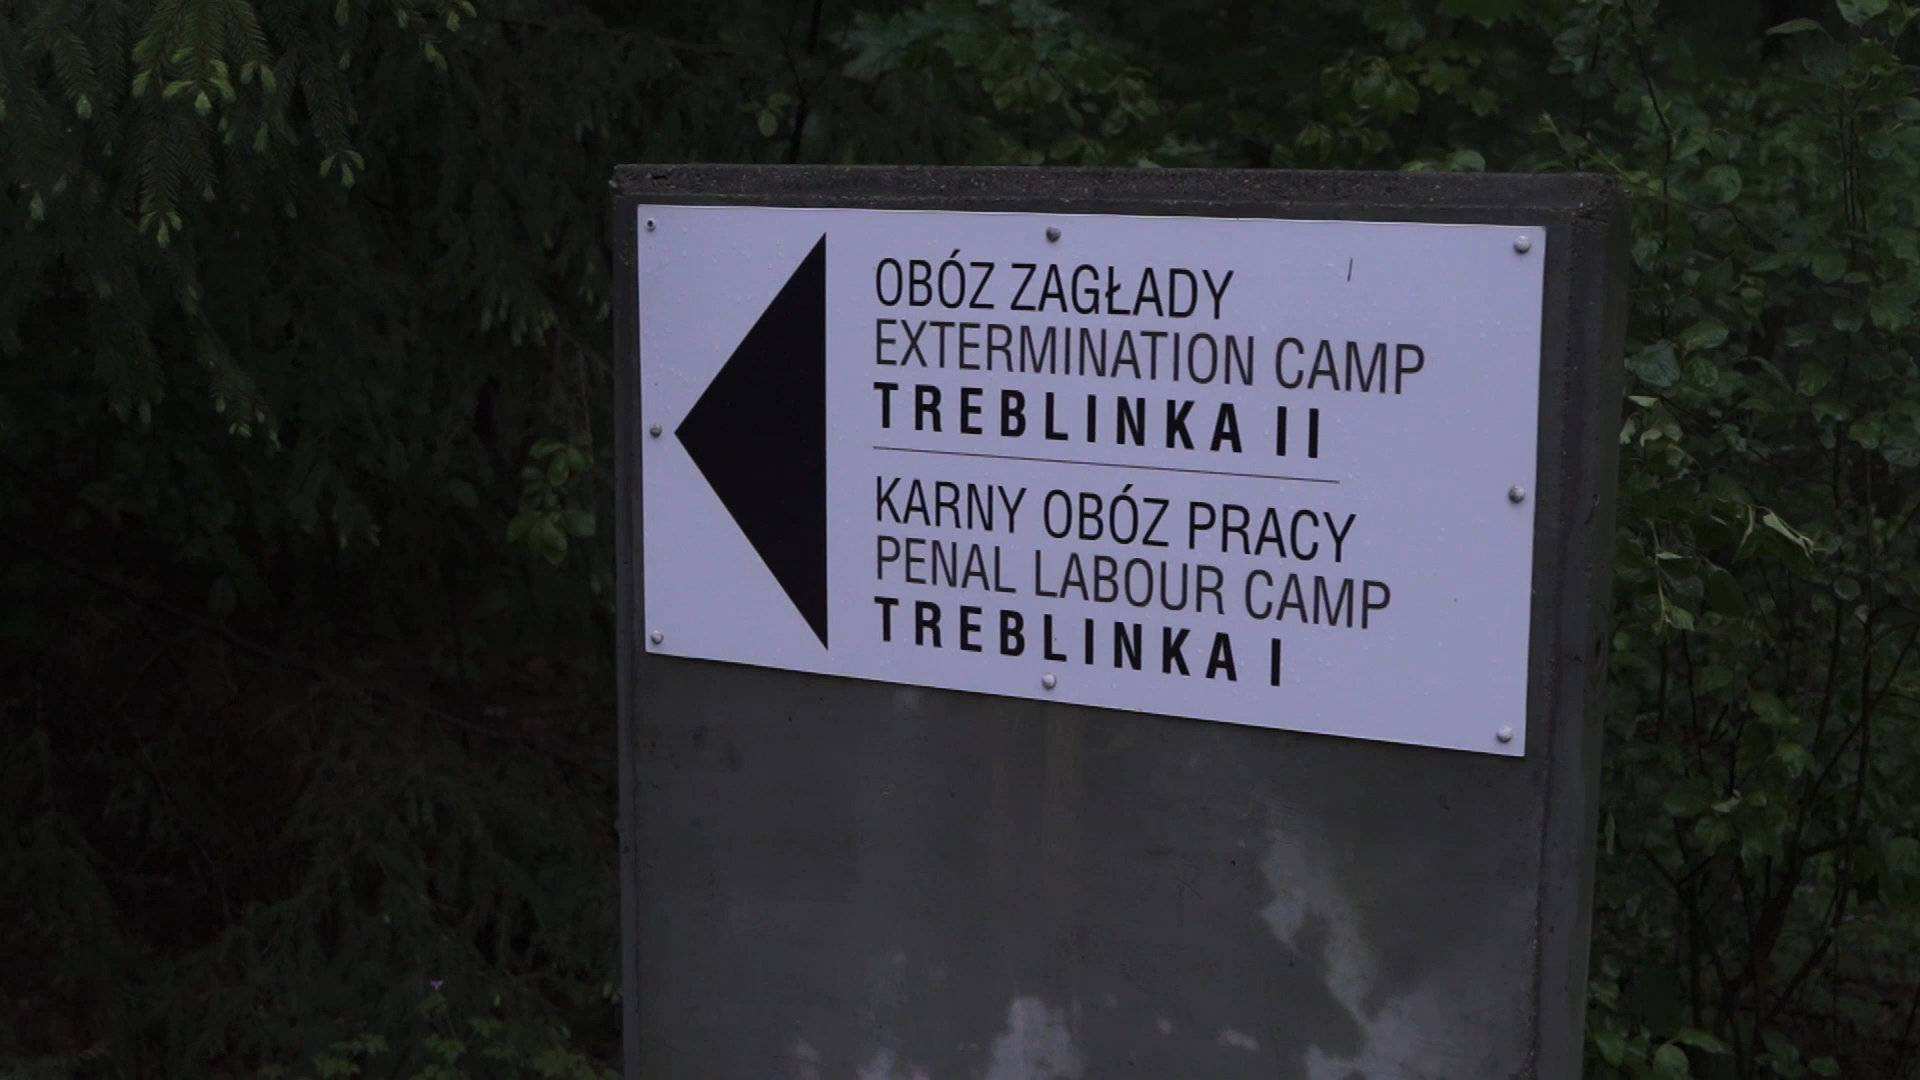 OBÓZ ZAGŁADY
EXTERMINATION CAMP
TREBLINKA II
KARNY OBÓZ PRACY
PENAL LABOUR CAMP
TREBLINKA I